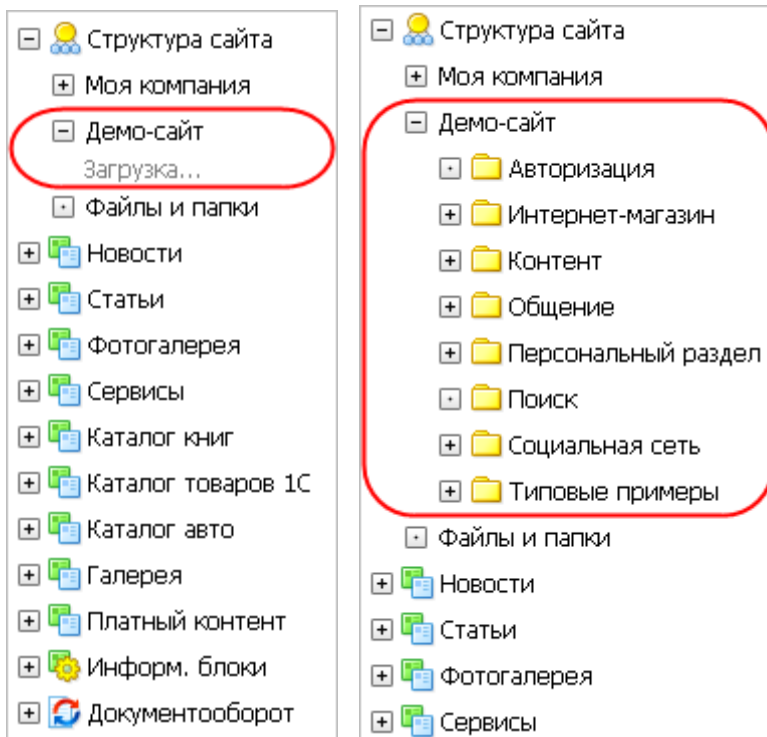 Структура сайта
Моя компания
Демо-сайт
Загрузка...
Файлы и папки
Новости
Статьи
Фотогалерея
Сервисы
Каталог книг
Каталог товаров 1С
Каталог авто
Галерея
Платный контент
Информ. блоки
Документооборот
Структура сайта
Моя компания
Демо-сайт
Авторизация
Интернет-магазин
Контент
Общение
Персональный раздел
Поиск
Социальная сеть
Типовые примеры
Файлы и папки
Новости
Статьи
Фотогалерея
Сервисы